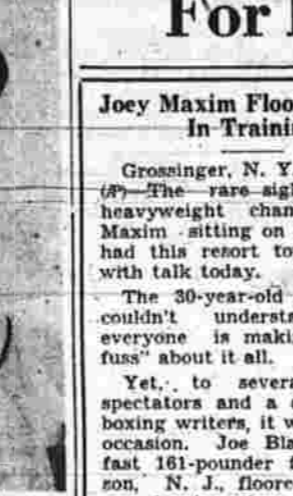 For
Joey Maxim Floo
In Traini
Grossinger, N. Y.
(AP)—The rare sigh
heavyweight cham
Maxim sitting on
had this resort to
with talk today.
The 30-year-old
couldn't understa
everyone is maki
fuss" about it all.
Yet, to severa
spectators and a
boxing writers, it w
occasion. Joe Bla
fast 161-pounder f
son, N. J., floore